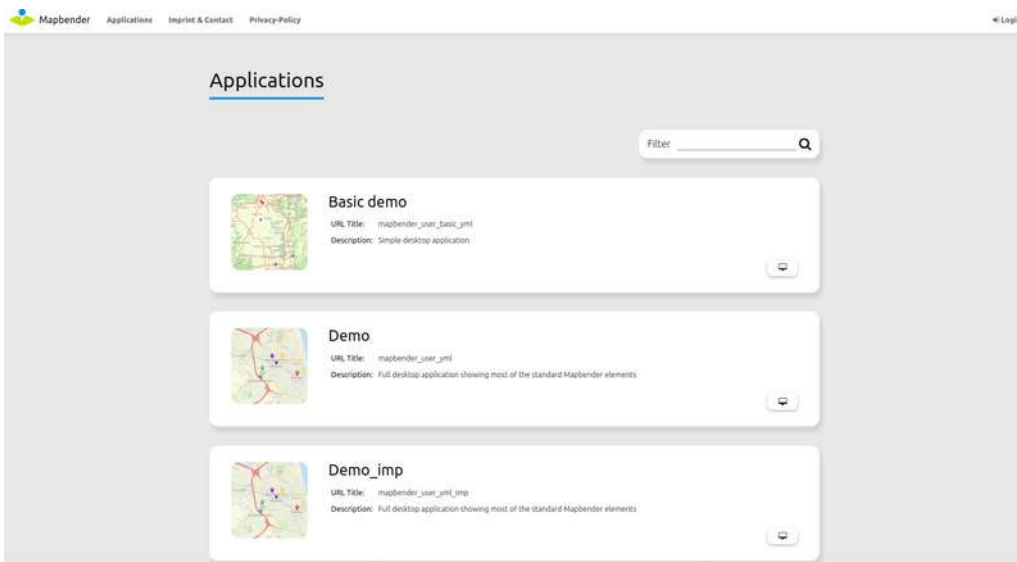 Mapbender Applications Imprint & Contact Privacy-Policy Logi
Applications
Filter
Basic demo
URL Title: mapbender_user_basic_yml
Description: Simple desktop application
Demo
URL Title: mapbender_user_yml
Description: Full desktop application showing most of the standard Mapbender elements
Demo_imp
URL Title: mapbender_user_yml_imp
Description: Full desktop application showing most of the standard Mapbender elements